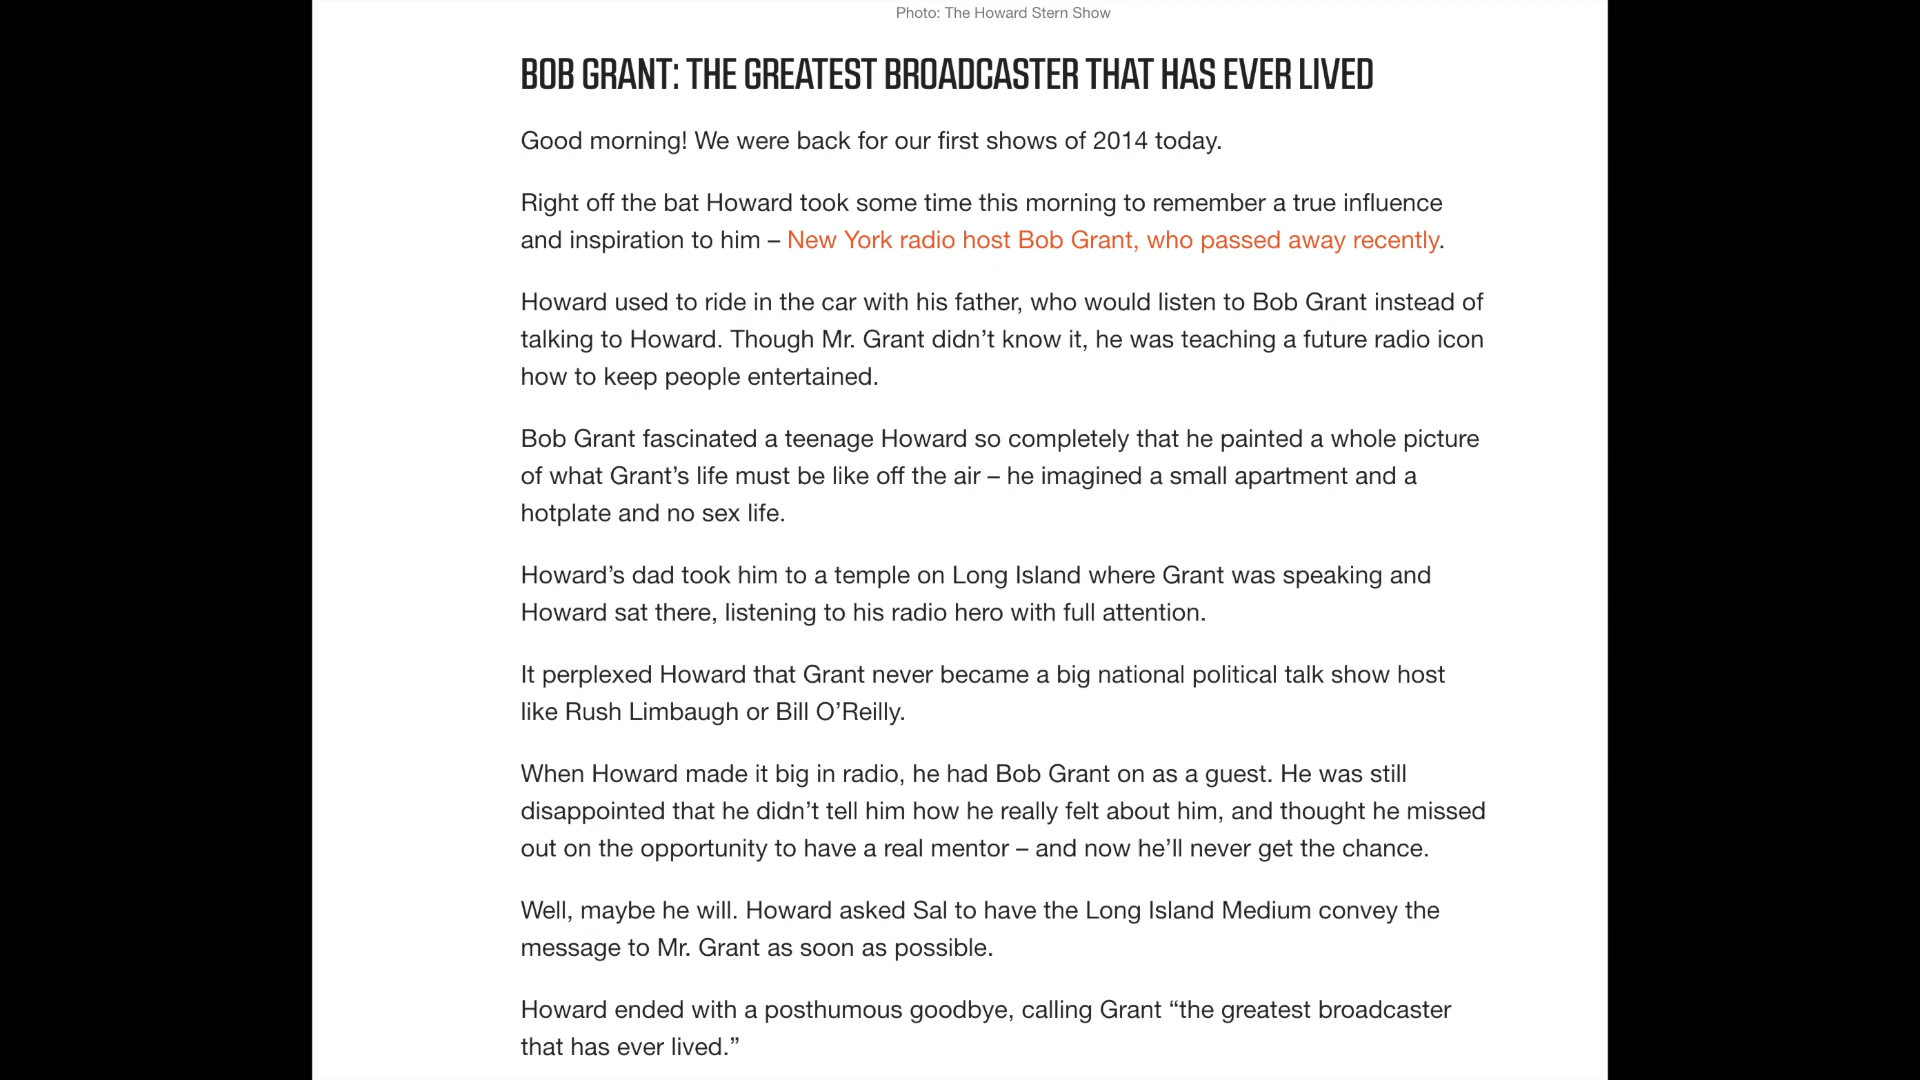 Photo: The Howard Stern Show
BOB GRANT: THE GREATEST BROADCASTER THAT HAS EVER LIVED
Good morning! We were back for our first shows of 2014 today.
Right off the bat Howard took some time this morning to remember a true influence
and inspiration to him – New York radio host Bob Grant, who passed away recently.
Howard used to ride in the car with his father, who would listen to Bob Grant instead of
talking to Howard. Though Mr. Grant didn’t know it, he was teaching a future radio icon
how to keep people entertained.
Bob Grant fascinated a teenage Howard so completely that he painted a whole picture
of what Grant’s life must be like off the air – he imagined a small apartment and a
hotplate and no sex life.
Howard’s dad took him to a temple on Long Island where Grant was speaking and
Howard sat there, listening to his radio hero with full attention.
It perplexed Howard that Grant never became a big national political talk show host
like Rush Limbaugh or Bill O’Reilly.
When Howard made it big in radio, he had Bob Grant on as a guest. He was still
disappointed that he didn’t tell him how he really felt about him, and thought he missed
out on the opportunity to have a real mentor – and now he’ll never get the chance.
Well, maybe he will. Howard asked Sal to have the Long Island Medium convey the
message to Mr. Grant as soon as possible.
Howard ended with a posthumous goodbye, calling Grant “the greatest broadcaster
that has ever lived.”